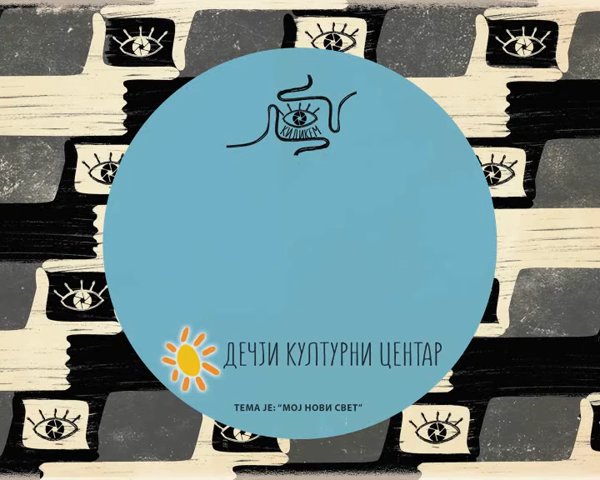 КИЛИКЕМ
ДЕЧЈИ КУЛТУРНИ ЦЕНТАР
ТЕМА ЈЕ: “МОЈ НОВИ СВЕТ”